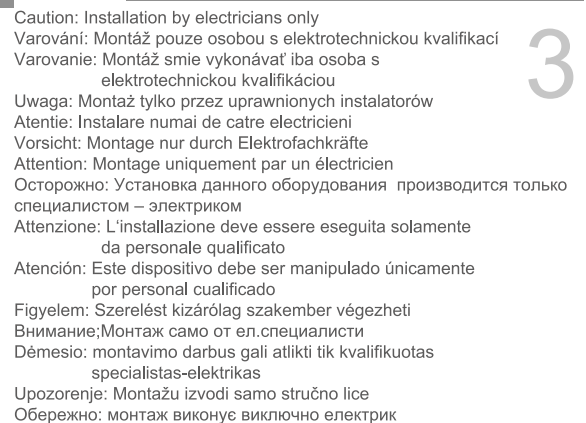 Caution: Installation by electricians only
Varování: Montáž pouze osobou s elektrotechnickou kvalifikací
Varovanie: Montáž smie vykonávať iba osoba s
elektrotechnickou kvalifikáciou
Uwaga: Montaż tylko przez uprawnionych instalatorów
Atentie: Instalare numai de catre electricieni
Vorsicht: Montage nur durch Elektrofachkräfte
Attention: Montage uniquement par un électricien
Осторожно: Установка данного оборудования производится только
специалистом – электриком
Attenzione: L‘installazione deve essere eseguita solamente
da personale qualificato
Atención: Este dispositivo debe ser manipulado únicamente
por personal cualificado
Figyelem: Szerelést kizárólag szakember végezheti
Внимание;Монтаж само от ел.специалисти
Dėmesio: montavimo darbus gali atlikti tik kvalifikuotas
specialistas-elektrikas
Upozorenje: Montažu izvodi samo stručno lice
Обережно: монтаж виконує виключно електрик
3